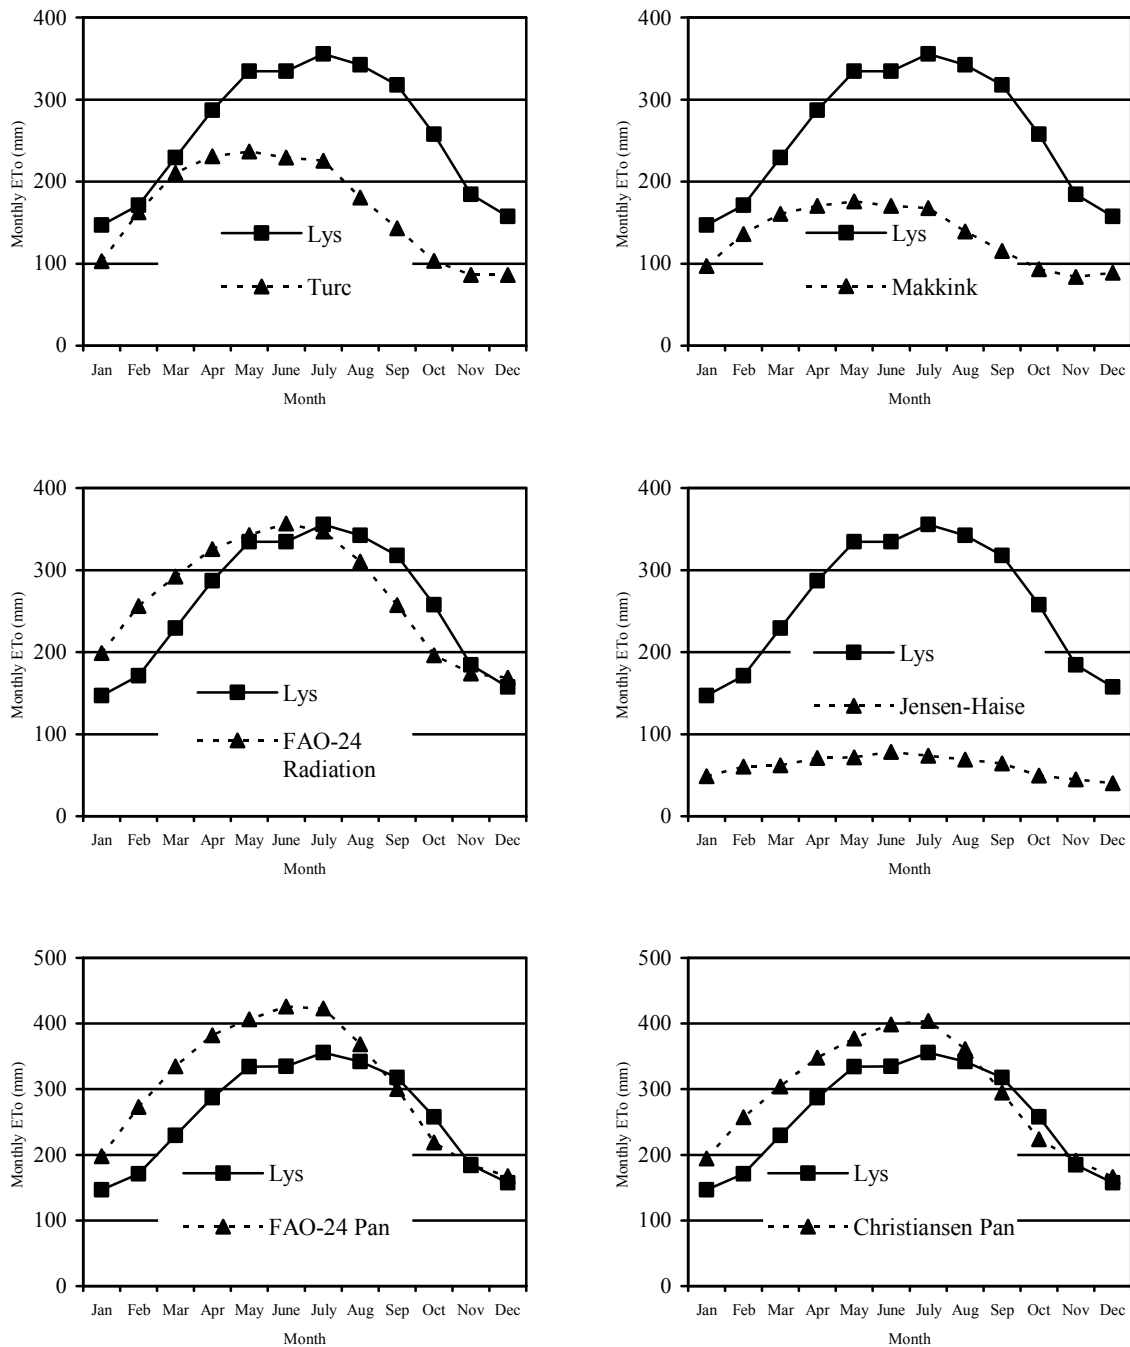 400
300
200
100
0
Monthly ETo (mm)
Lys
Turc
Jan Feb Mar Apr May June July Aug Sep Oct Nov Dec
Month
400
300
200
100
0
Monthly ETo (mm)
Lys
Makkink
Jan Feb Mar Apr May June July Aug Sep Oct Nov Dec
Month
400
300
200
100
0
Monthly ETo (mm)
Lys
FAO-24
Radiation
Jan Feb Mar Apr May June July Aug Sep Oct Nov Dec
Month
400
300
200
100
0
Monthly ETo (mm)
Lys
Jensen-Haise
Jan Feb Mar Apr May June July Aug Sep Oct Nov Dec
Month
500
400
300
200
100
0
Monthly ETo (mm)
Lys
FAO-24 Pan
Jan Feb Mar Apr May June July Aug Sep Oct Nov Dec
Month
500
400
300
200
100
0
Monthly ETo (mm)
Lys
Christiansen Pan
Jan Feb Mar Apr May June July Aug Sep Oct Nov Dec
Month